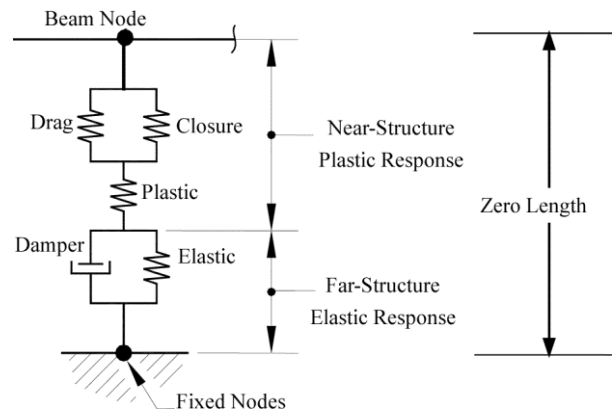 Beam Node
Drag
Closure
Near-Structure
Plastic Response
Plastic
Zero Length
Damper
Elastic
Far-Structure
Elastic Response
Fixed Nodes